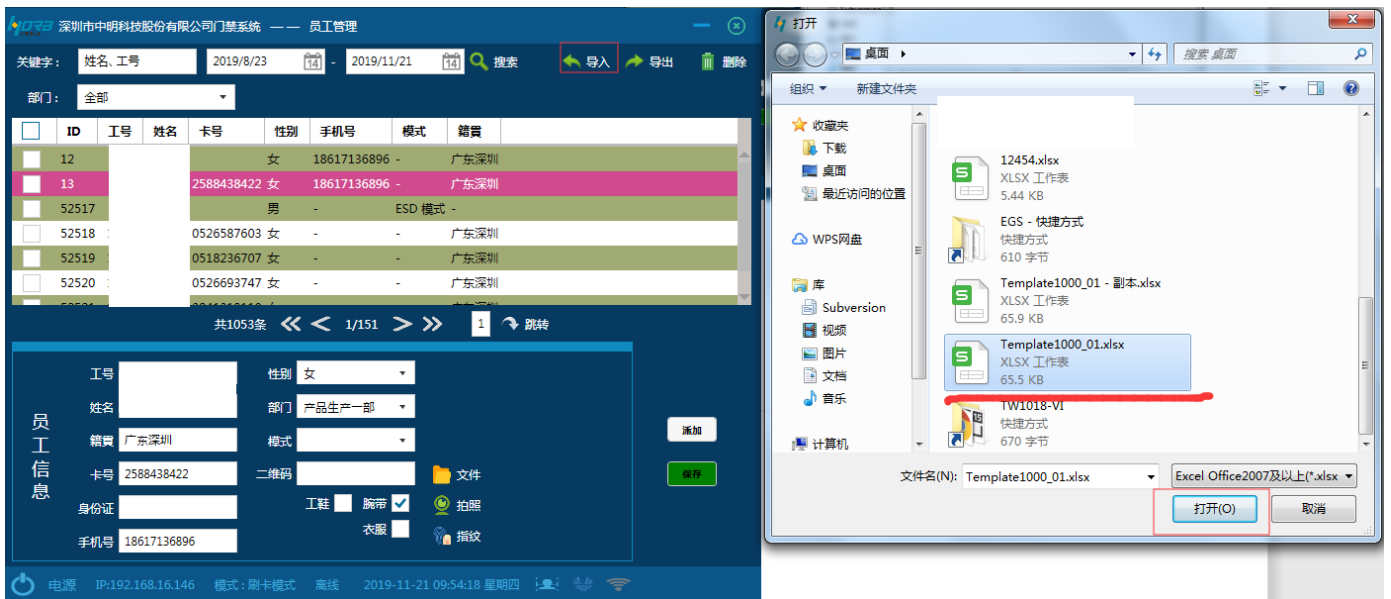 深圳市中明科技股份有限公司门禁系统 —— 员工管理
关键字: 姓名、工号 2019/8/23 14 - 2019/11/21 14 搜索 导入 导出 删除
部门: 全部
ID 工号 姓名 卡号 性别 手机号 模式 籍貫
12 女 18617136896 - 广东深圳
13 2588438422 女 18617136896 - 广东深圳
52517 男 - ESD 模式 -
52518 0526587603 女 - - 广东深圳
52519 0518236707 女 - - 广东深圳
52520 0526693747 女 - - 广东深圳
共1053条 1/151 1 跳转
员工信息
工号 性别 女
姓名 部门 产品生产一部
籍貫 广东深圳 模式
卡号 2588438422 二维码 文件
身份证 工鞋 腕带 拍照
衣服
手机号 18617136896 指纹
添加
保存
电源 IP:192.168.16.146 模式:刷卡模式 离线 2019-11-21 09:54:18 星期四
打开
桌面
搜索 桌面
组织 新建文件夹
收藏夹
下载
桌面
最近访问的位置
WPS网盘
库
Subversion
视频
图片
文档
音乐
计算机
12454.xlsx
XLSX 工作表
5.44 KB
EGS - 快捷方式
快捷方式
610 字节
Template1000_01 - 副本.xlsx
XLSX 工作表
65.9 KB
Template1000_01.xlsx
XLSX 工作表
65.5 KB
TW1018-VI
快捷方式
670 字节
文件名(N): Template1000_01.xlsx Excel Office2007及以上(*.xlsx
打开(O) 取消